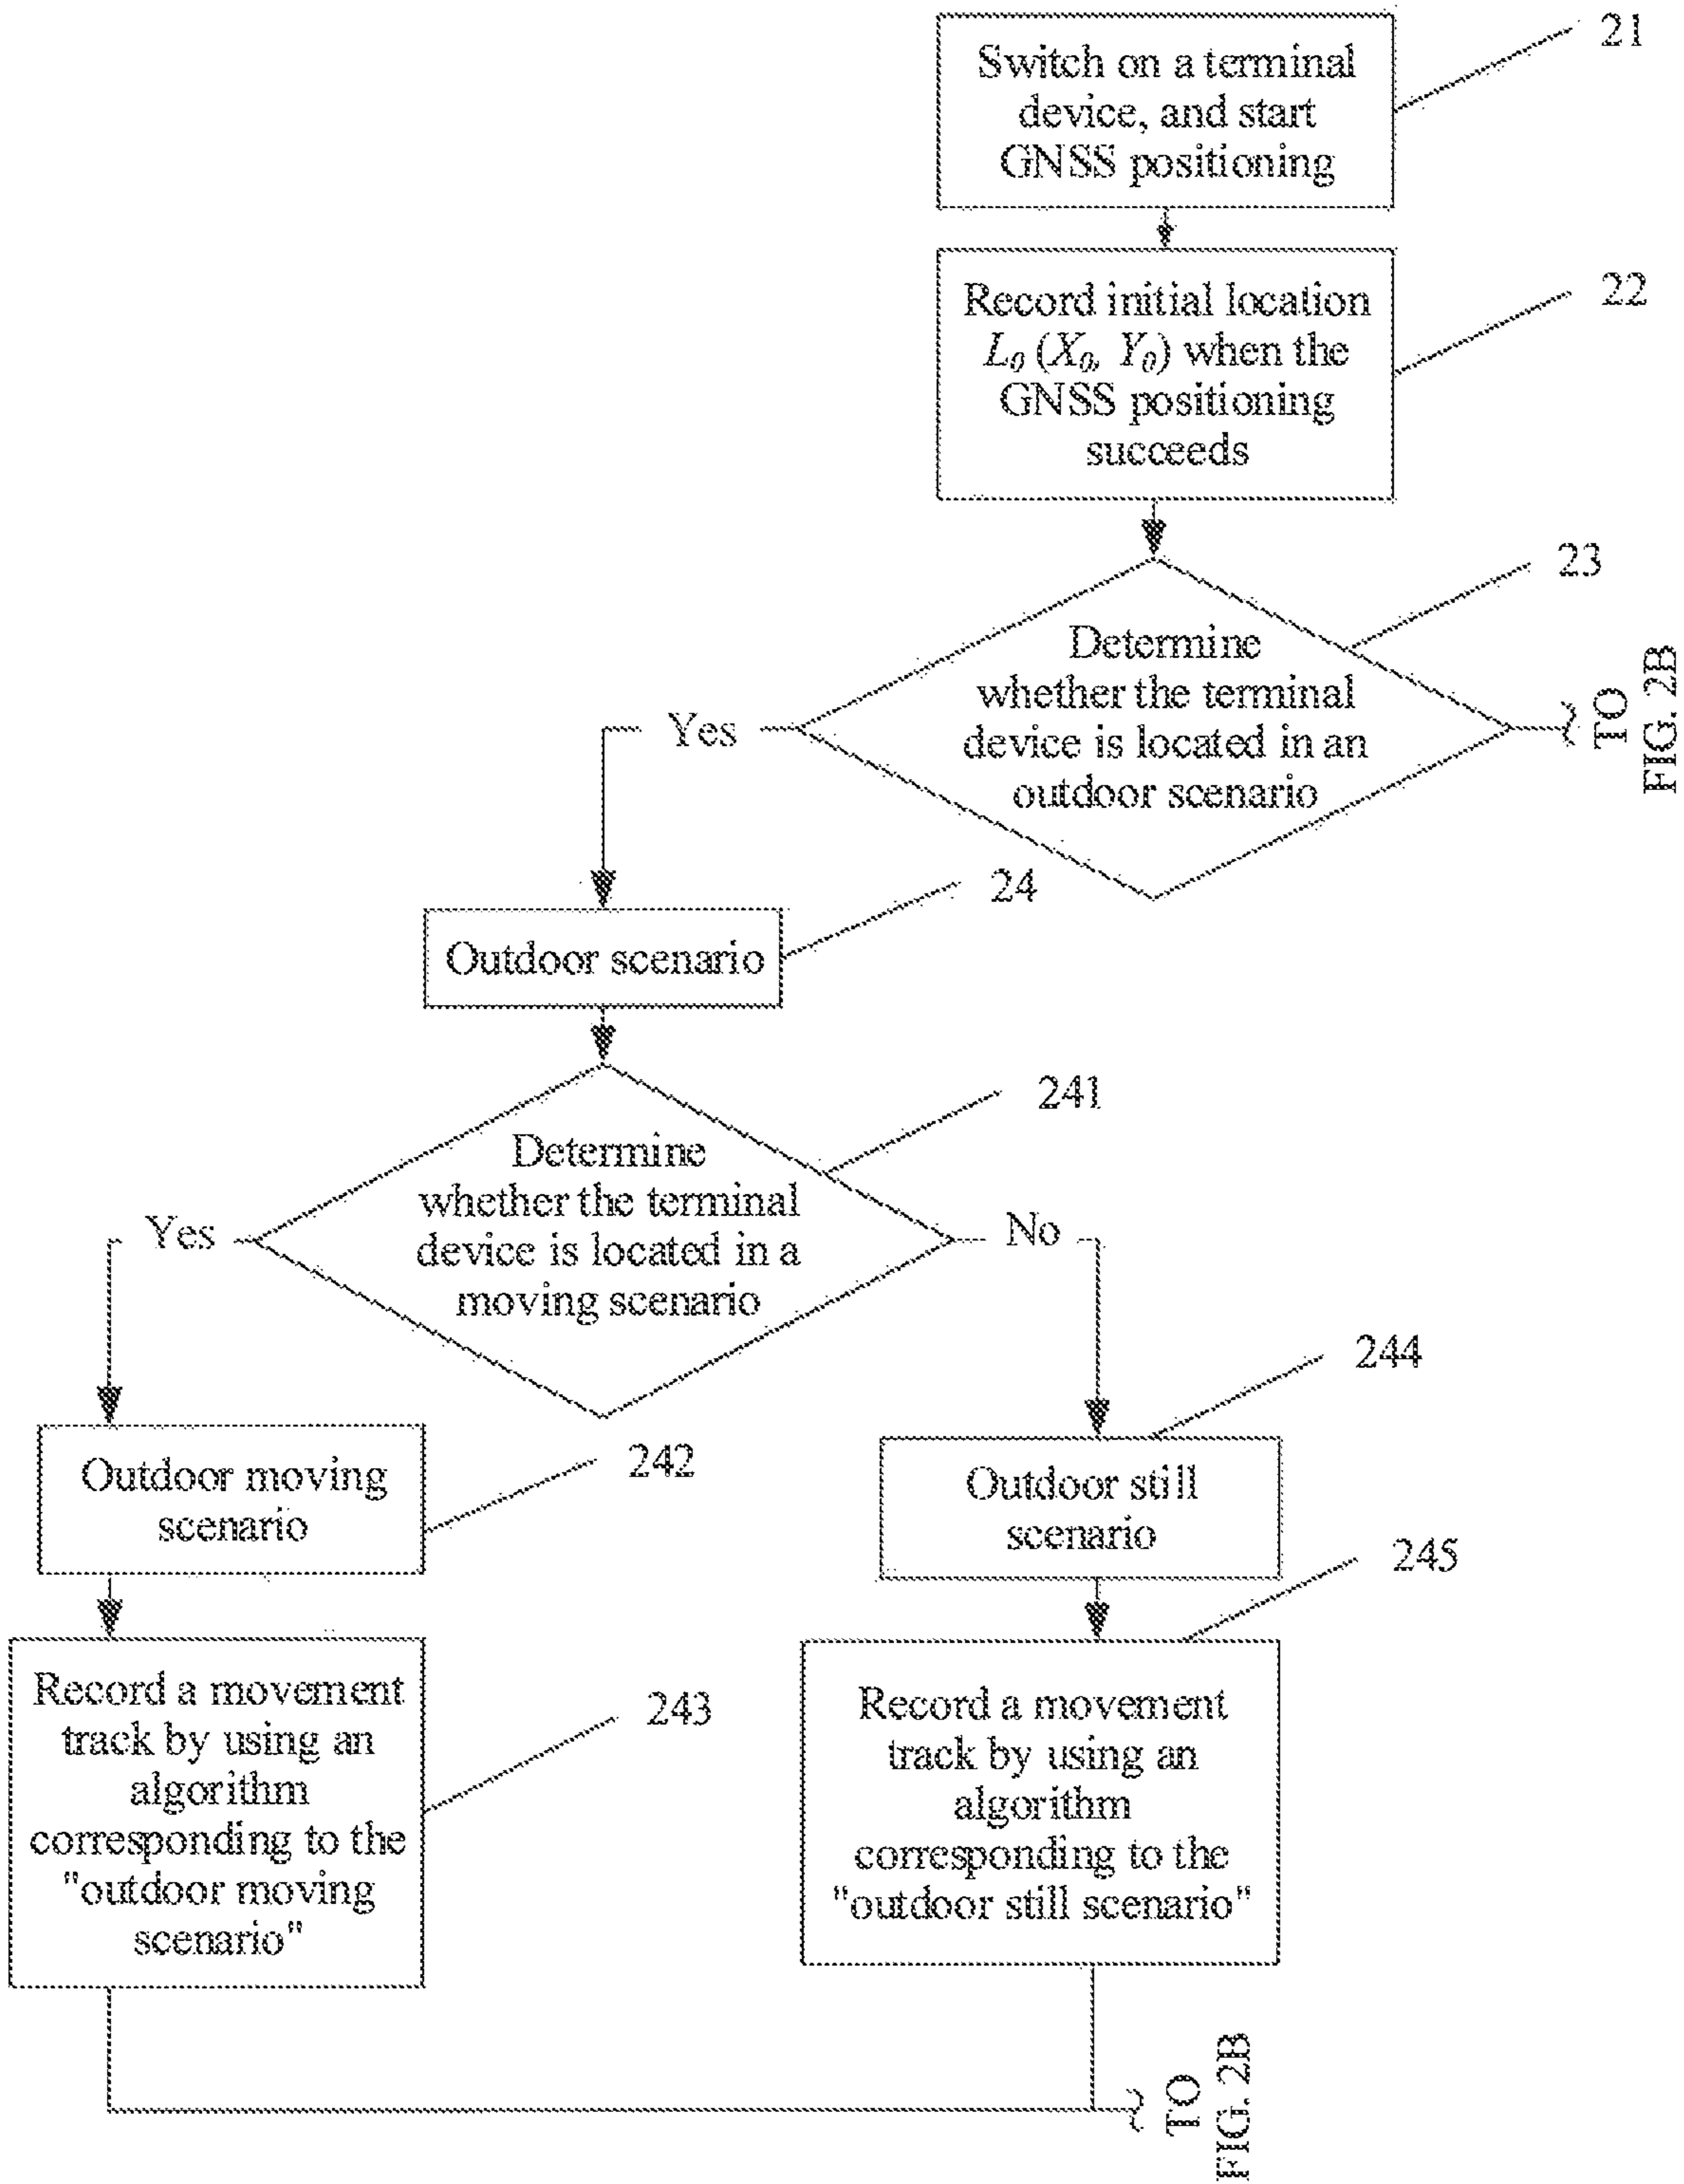 Switch on a terminal
device, and start
GNSS positioning
21
Record initial location
L0 (X0, Y0) when the
GNSS positioning
succeeds
22
Determine
whether the terminal
device is located in an
outdoor scenario
23
Yes
TO
FIG. 2B
Outdoor scenario
24
Determine
whether the terminal
device is located in a
moving scenario
241
Yes
No
Outdoor moving
scenario
242
Outdoor still
scenario
244
Record a movement
track by using an
algorithm
corresponding to the
"outdoor moving
scenario"
243
Record a movement
track by using an
algorithm
corresponding to the
"outdoor still scenario"
245
TO
FIG. 2B